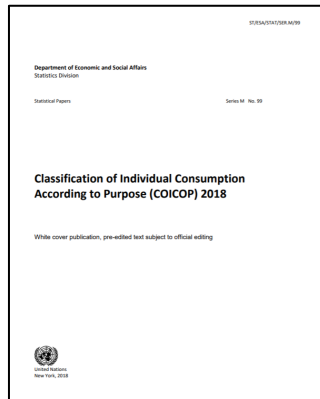 ST/ESA/STAT/SER.M/99
Department of Economic and Social Affairs
Statistics Division
Statistical Papers Series M No. 99
Classification of Individual Consumption
According to Purpose (COICOP) 2018
White cover publication, pre-edited text subject to official editing
United Nations
New York, 2018